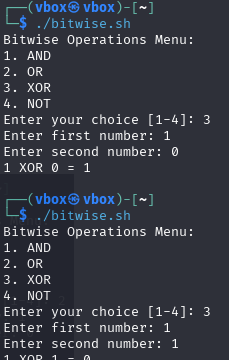 ┌──(vbox㉿vbox)-[~]
└─$ ./bitwise.sh
Bitwise Operations Menu:
1. AND
2. OR
3. XOR
4. NOT
Enter your choice [1-4]: 3
Enter first number: 1
Enter second number: 0
1 XOR 0 = 1
┌──(vbox㉿vbox)-[~]
└─$ ./bitwise.sh
Bitwise Operations Menu:
1. AND
2. OR
3. XOR
4. NOT
Enter your choice [1-4]: 3
Enter first number: 1
Enter second number: 1
1 XOR 1 = 0